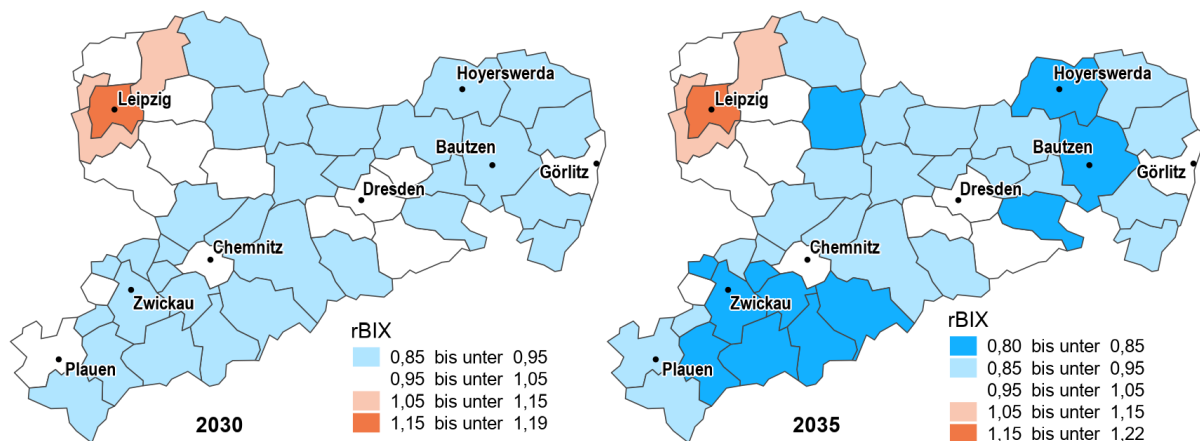 Hoyerswerda
Leipzig
Bautzen
Görlitz
Dresden
Chemnitz
Zwickau
Plauen
rBIX
0,85 bis unter 0,95
0,95 bis unter 1,05
1,05 bis unter 1,15
1,15 bis unter 1,19
2030
Hoyerswerda
Leipzig
Bautzen
Görlitz
Dresden
Chemnitz
Zwickau
Plauen
rBIX
0,80 bis unter 0,85
0,85 bis unter 0,95
0,95 bis unter 1,05
1,05 bis unter 1,15
1,15 bis unter 1,22
2035